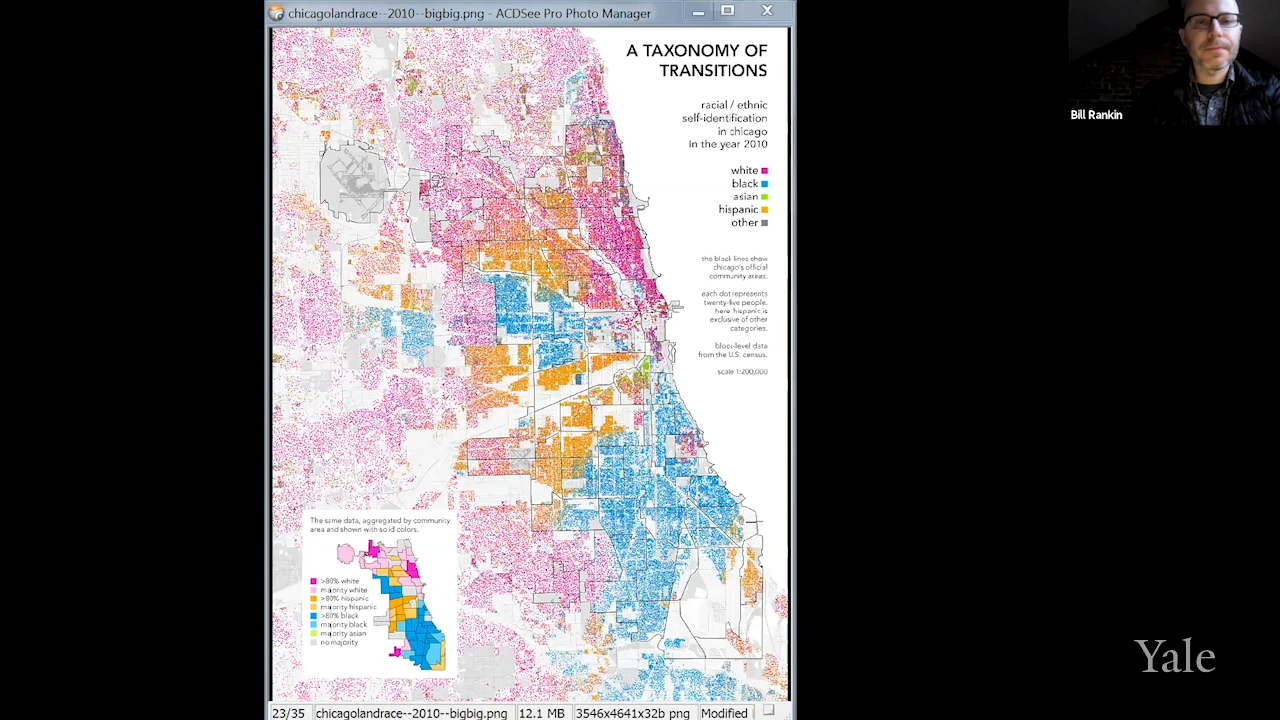 chicagolandrace--2010--bigbig.png - ACDSee Pro Photo Manager
A TAXONOMY OF
TRANSITIONS
racial / ethnic
self-identification
in chicago
in the year 2010
white
black
asian
hispanic
other
the black lines show
chicago's official
community areas.
each dot represents
twenty-five people.
here hispanic is
exclusive of other
categories.
block-level data
from the U.S. census.
scale 1:200,000
The same data, aggregated by community
area and shown with solid colors.
>80% white
majority white
>80% hispanic
majority hispanic
>80% black
majority black
majority asian
no majority
23/35 chicagolandrace--2010--bigbig.png 12.1 MB 3546x4641x32b png Modified
Bill Rankin
Yale